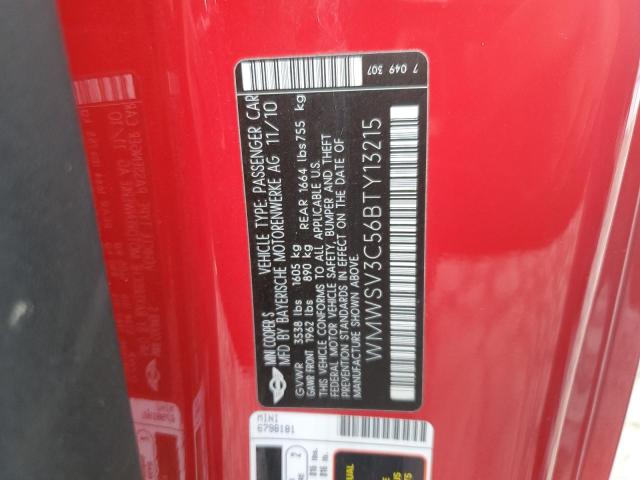 MINI COOPER S VEHICLE TYPE: PASSENGER CAR
MFD BY BAYERISCHE MOTORENWERKE AG 11/10
GVWR 3538 lbs 1605 kg
GAWR FRONT 1962 lbs 890 kg REAR 1664 lbs 755 kg
THIS VEHICLE CONFORMS TO ALL APPLICABLE U.S.
FEDERAL MOTOR VEHICLE SAFETY, BUMPER AND THEFT
PREVENTION STANDARDS IN EFFECT ON THE DATE OF
MANUFACTURE SHOWN ABOVE.
WMWSV3C56BTY13215
7 049 307
MINI
6798181